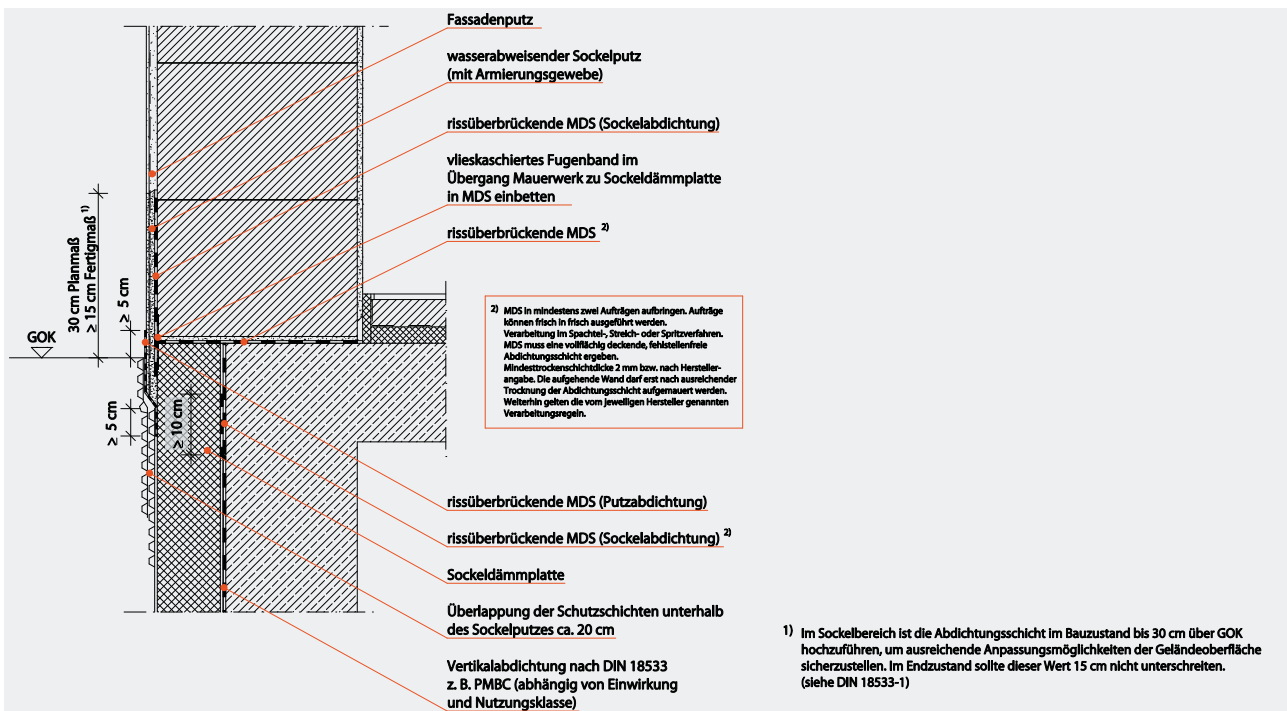 Fassadenputz
wasserabweisender Sockelputz
(mit Armierungsgewebe)
rissüberbrückende MDS (Sockelabdichtung)
vlieskaschiertes Fugenband im
Übergang Mauerwerk zu Sockeldämmplatte
in MDS einbetten
rissüberbrückende MDS 2)
30 cm Planmaß
≥ 15 cm Fertigmaß 1)
≥ 5 cm
GOK
≥ 5 cm
≥ 10 cm
2) MDS in mindestens zwei Aufträgen aufbringen. Aufträge
können frisch in frisch ausgeführt werden.
Verarbeitung im Spachtel-, Streich- oder Spritzverfahren.
MDS muss eine vollflächig deckende, fehlstellenfreie
Abdichtungsschicht ergeben.
Mindesttrockenschichtdicke 2 mm bzw. nach Hersteller-
angabe. Die aufgehende Wand darf erst nach ausreichender
Trocknung der Abdichtungsschicht aufgemauert werden.
Weiterhin gelten die vom jeweiligen Hersteller genannten
Verarbeitungsregeln.
rissüberbrückende MDS (Putzabdichtung)
rissüberbrückende MDS (Sockelabdichtung) 2)
Sockeldämmplatte
Überlappung der Schutzschichten unterhalb
des Sockelputzes ca. 20 cm
Vertikalabdichtung nach DIN 18533
z. B. PMBC (abhängig von Einwirkung
und Nutzungsklasse)
1) Im Sockelbereich ist die Abdichtungsschicht im Bauzustand bis 30 cm über GOK
hochzuführen, um ausreichende Anpassungsmöglichkeiten der Geländeoberfläche
sicherzustellen. Im Endzustand sollte dieser Wert 15 cm nicht unterschreiten.
(siehe DIN 18533-1)